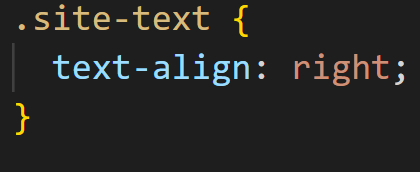 .site-text {
  text-align: right;
}